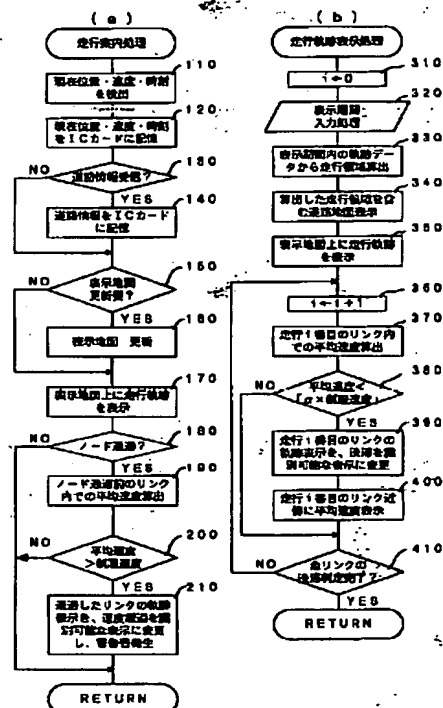 (a)
走行案内処理
110
現在位置・速度・時刻
を検出
120
現在位置・速度・時刻
をICカードに記憶
130
道路情報受信?
NO
YES
140
道路情報をICカード
に記憶
150
表示地図
更新要?
NO
YES
160
表示地図 更新
170
表示地図上に走行軌跡
を表示
180
ノード通過?
NO
YES
190
ノード通過前のリンク
内での平均速度算出
200
平均速度
>制限速度
NO
YES
210
通過したリンクの軌跡
表示を、速度超過を識
別可能な表示に変更
し、警告音発生
RETURN
(b)
走行軌跡表示処理
310
i←0
320
表示期間
入力処理
330
表示期間内の軌跡デー
タから走行領域算出
340
算出した走行領域を含
む道路地図表示
350
表示地図上に走行軌跡
を表示
360
i←i+1
370
走行i番目のリンク内
での平均速度算出
380
平均速度<
「α×制限速度」
NO
YES
390
走行i番目のリンクの
軌跡表示を、渋滞を識
別可能な表示に変更
400
走行i番目のリンク近
傍に平均速度表示
410
全リンクの
渋滞判定完了?
NO
YES
RETURN